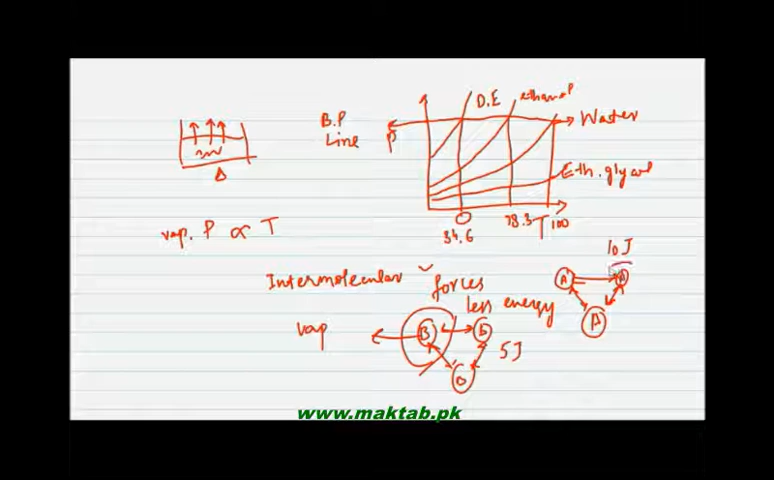 D.E ethanol
B.P
Line
P
Water
Eth.glycol
34.6
78.3
T
100
Δ
vap. P ∝ T
Intermolecular forces
less energy
10J
A A
A
vap
B B
B
5J
www.maktab.pk